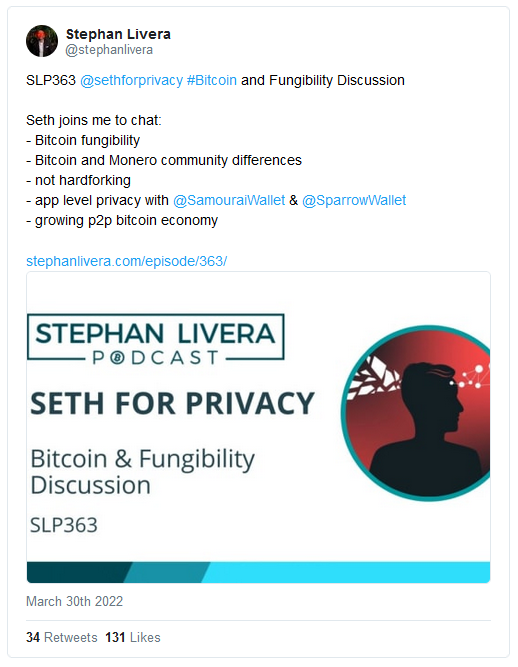 Stephan Livera
@stephanlivera
SLP363 @sethforprivacy #Bitcoin and Fungibility Discussion
Seth joins me to chat:
- Bitcoin fungibility
- Bitcoin and Monero community differences
- not hardforking
- app level privacy with @SamouraiWallet & @SparrowWallet
- growing p2p bitcoin economy
stephanlivera.com/episode/363/
STEPHAN LIVERA
PODCAST
SETH FOR PRIVACY
Bitcoin & Fungibility
Discussion
SLP363
March 30th 2022
34 Retweets 131 Likes